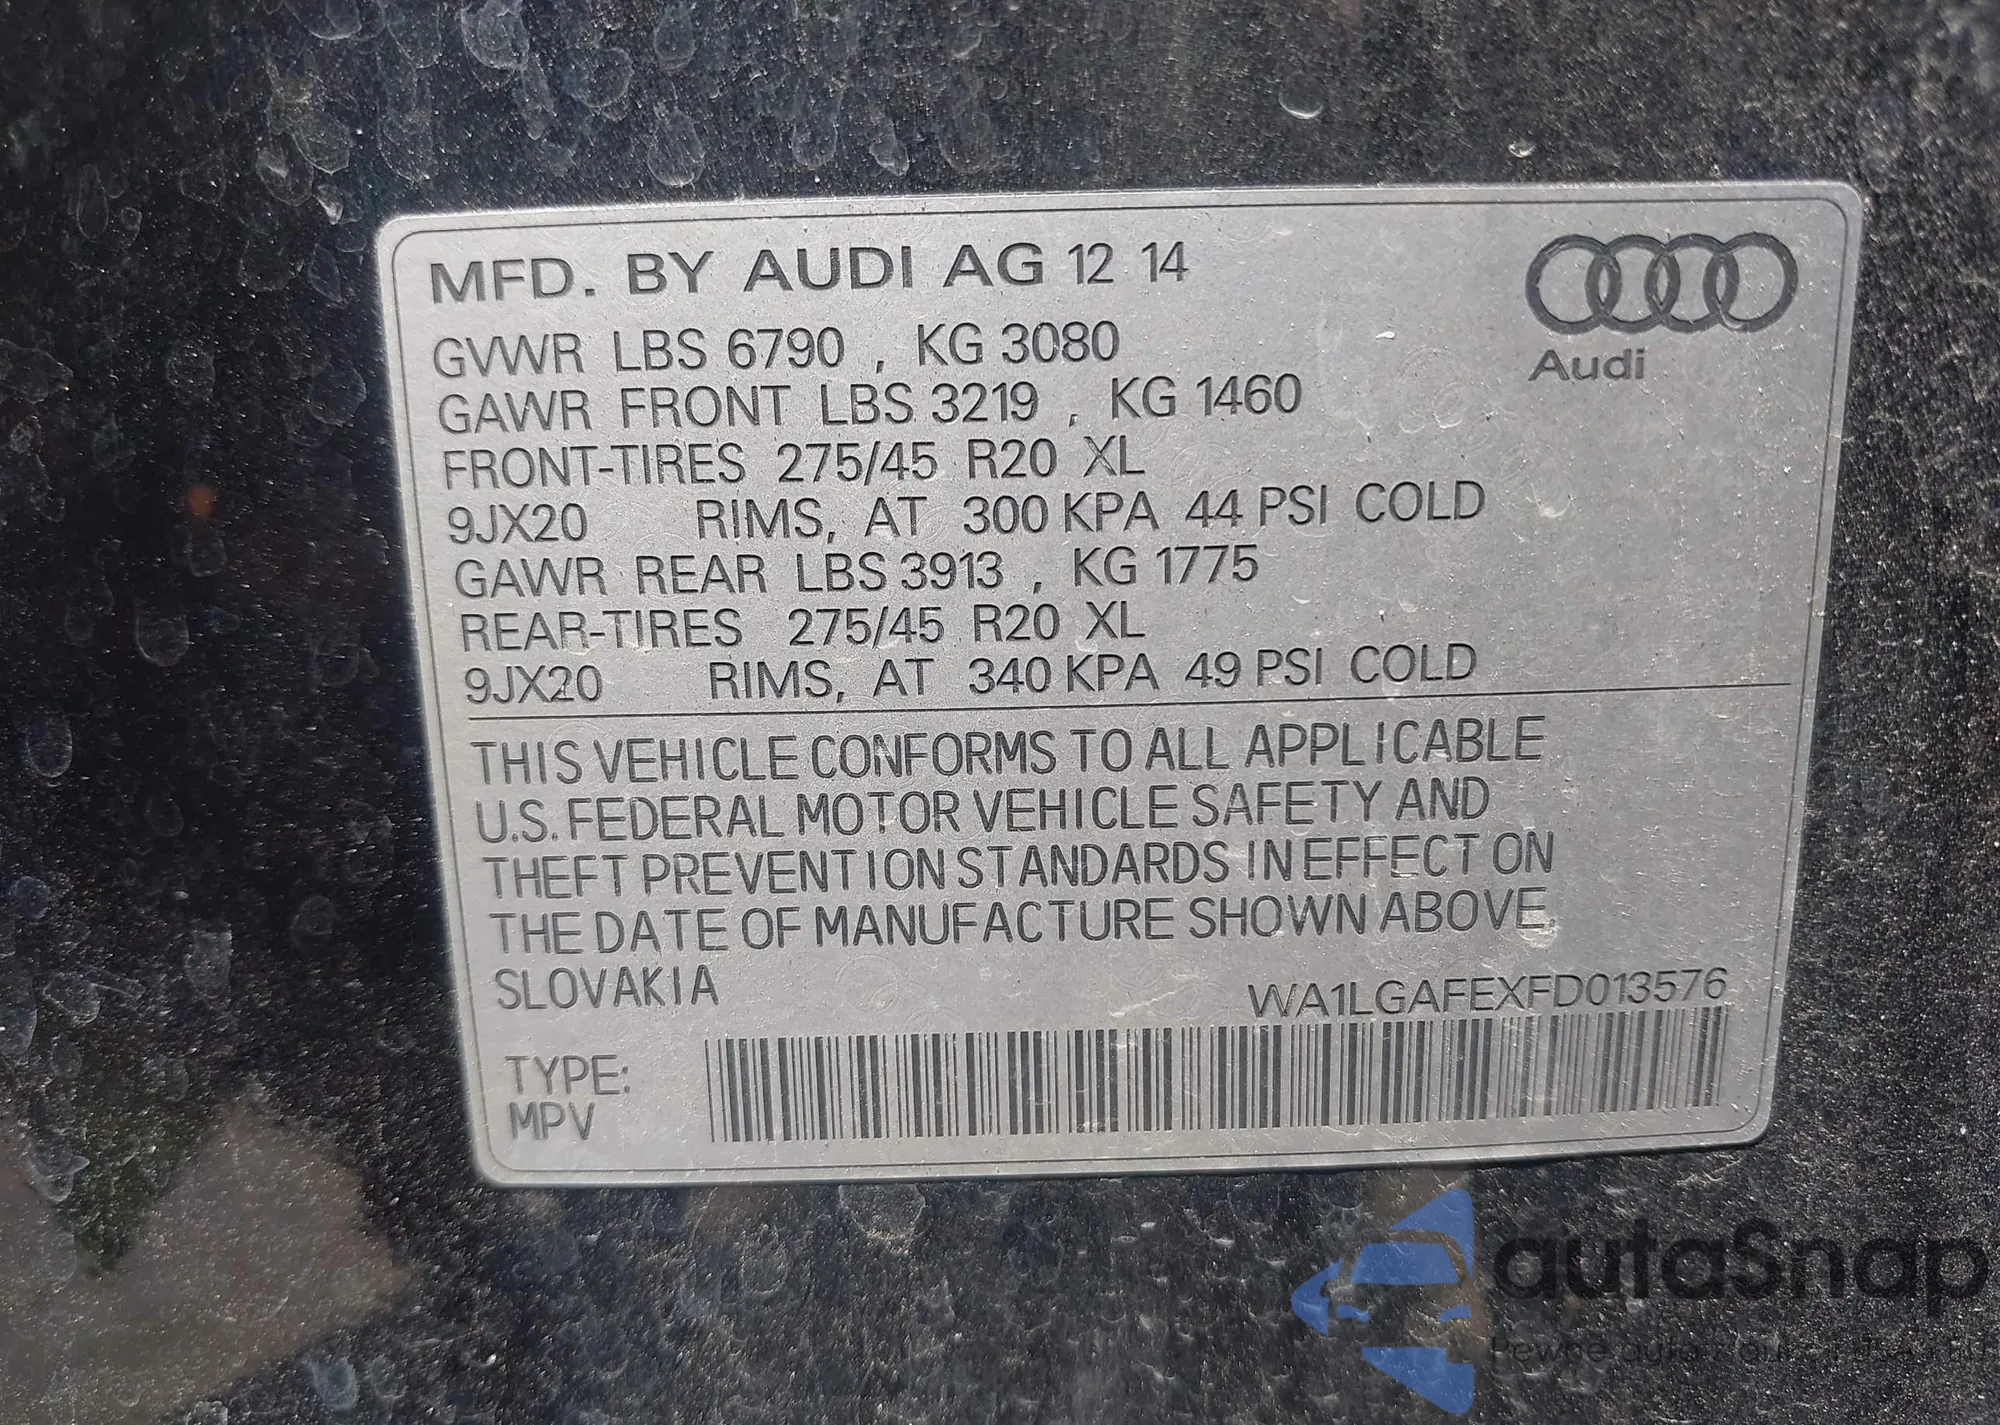 MFD. BY AUDI AG 12 14
GVWR LBS 6790 , KG 3080
GAWR FRONT LBS 3219 , KG 1460
FRONT-TIRES 275/45 R20 XL
9JX20 RIMS, AT 300 KPA 44 PSI COLD
GAWR REAR LBS 3913 , KG 1775
REAR-TIRES 275/45 R20 XL
9JX20 RIMS, AT 340 KPA 49 PSI COLD
Audi
THIS VEHICLE CONFORMS TO ALL APPLICABLE
U.S. FEDERAL MOTOR VEHICLE SAFETY AND
THEFT PREVENTION STANDARDS IN EFFECT ON
THE DATE OF MANUFACTURE SHOWN ABOVE.
SLOVAKIA
WA1LGAFEXFD013576
TYPE:
MPV
autaSnap
Pewne auto z